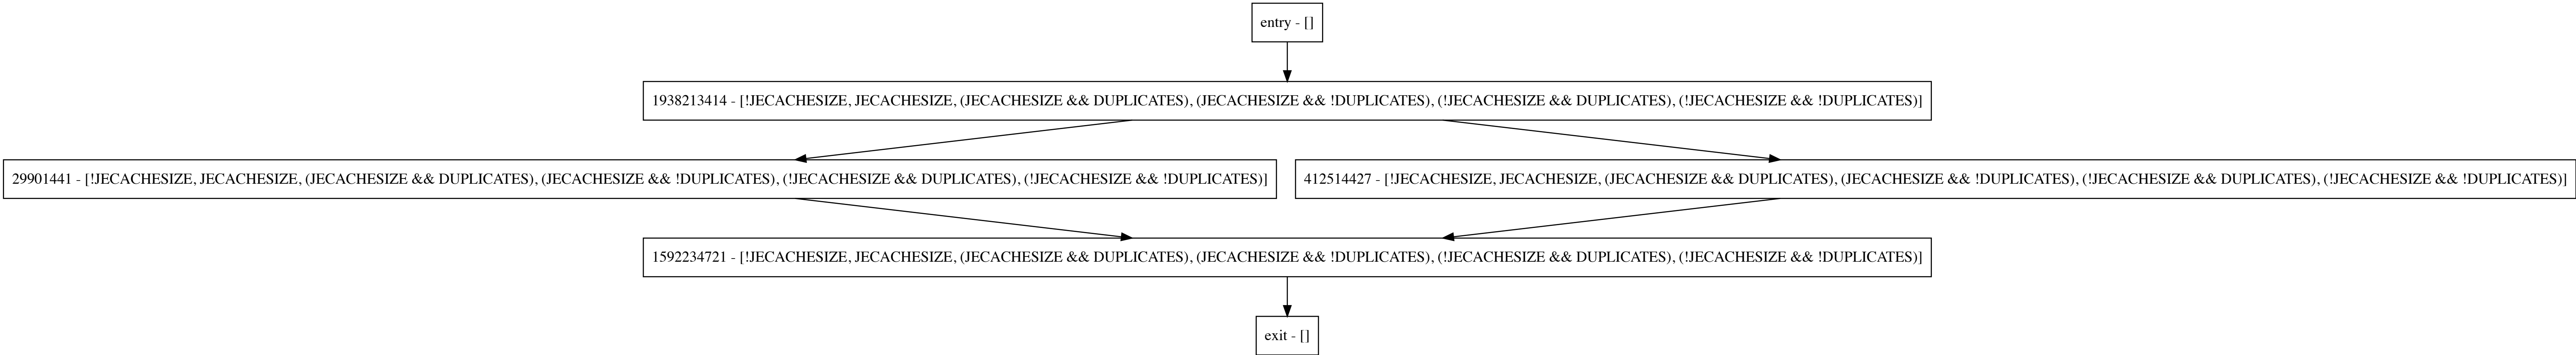 entry - []
1938213414 - [!JECACHESIZE, JECACHESIZE, (JECACHESIZE && DUPLICATES), (JECACHESIZE && !DUPLICATES), (!JECACHESIZE && DUPLICATES), (!JECACHESIZE && !DUPLICATES)]
29901441 - [!JECACHESIZE, JECACHESIZE, (JECACHESIZE && DUPLICATES), (JECACHESIZE && !DUPLICATES), (!JECACHESIZE && DUPLICATES), (!JECACHESIZE && !DUPLICATES)]
412514427 - [!JECACHESIZE, JECACHESIZE, (JECACHESIZE && DUPLICATES), (JECACHESIZE && !DUPLICATES), (!JECACHESIZE && DUPLICATES), (!JECACHESIZE && !DUPLICATES)]
1592234721 - [!JECACHESIZE, JECACHESIZE, (JECACHESIZE && DUPLICATES), (JECACHESIZE && !DUPLICATES), (!JECACHESIZE && DUPLICATES), (!JECACHESIZE && !DUPLICATES)]
exit - []